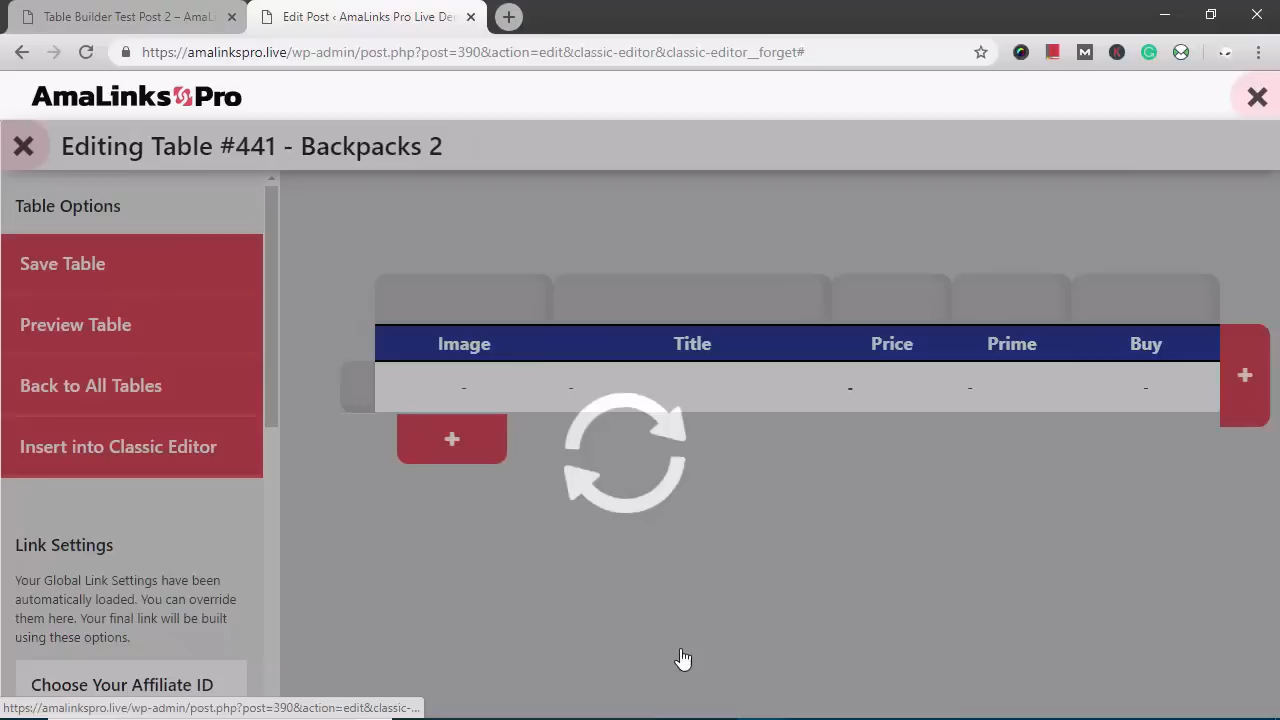 Table Builder Test Post 2 – AmaL
Edit Post ‹ AmaLinks Pro Live De
https://amalinkspro.live/wp-admin/post.php?post=390&action=edit&classic-editor&classic-editor__forget#
AmaLinks Pro
Editing Table #441 - Backpacks 2
Table Options
Save Table
Preview Table
Back to All Tables
Insert into Classic Editor
Image Title Price Prime Buy
- - - - -
+
+
Link Settings
Your Global Link Settings have been
automatically loaded. You can override
them here. Your final link will be built
using these options.
Choose Your Affiliate ID
https://amalinkspro.live/wp-admin/post.php?post=390&action=edit&classic-...